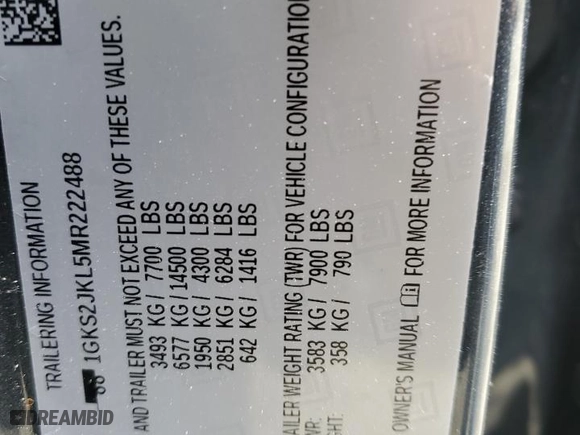 TRAILERING INFORMATION
1GKS2JKL5MR222488
AND TRAILER MUST NOT EXCEED ANY OF THESE VALUES.
3493 KG/ 7700 LBS
6577 KG/ 14500 LBS
1950 KG/ 4300 LBS
2851 KG/ 6284 LBS
642 KG/ 1416 LBS
AILER WEIGHT RATING (TWR) FOR VEHICLE CONFIGURATION
WR: 3583 KG/ 7900 LBS
GHT: 358 KG/ 790 LBS
OWNER'S MANUAL FOR MORE INFORMATION
DREAMBID